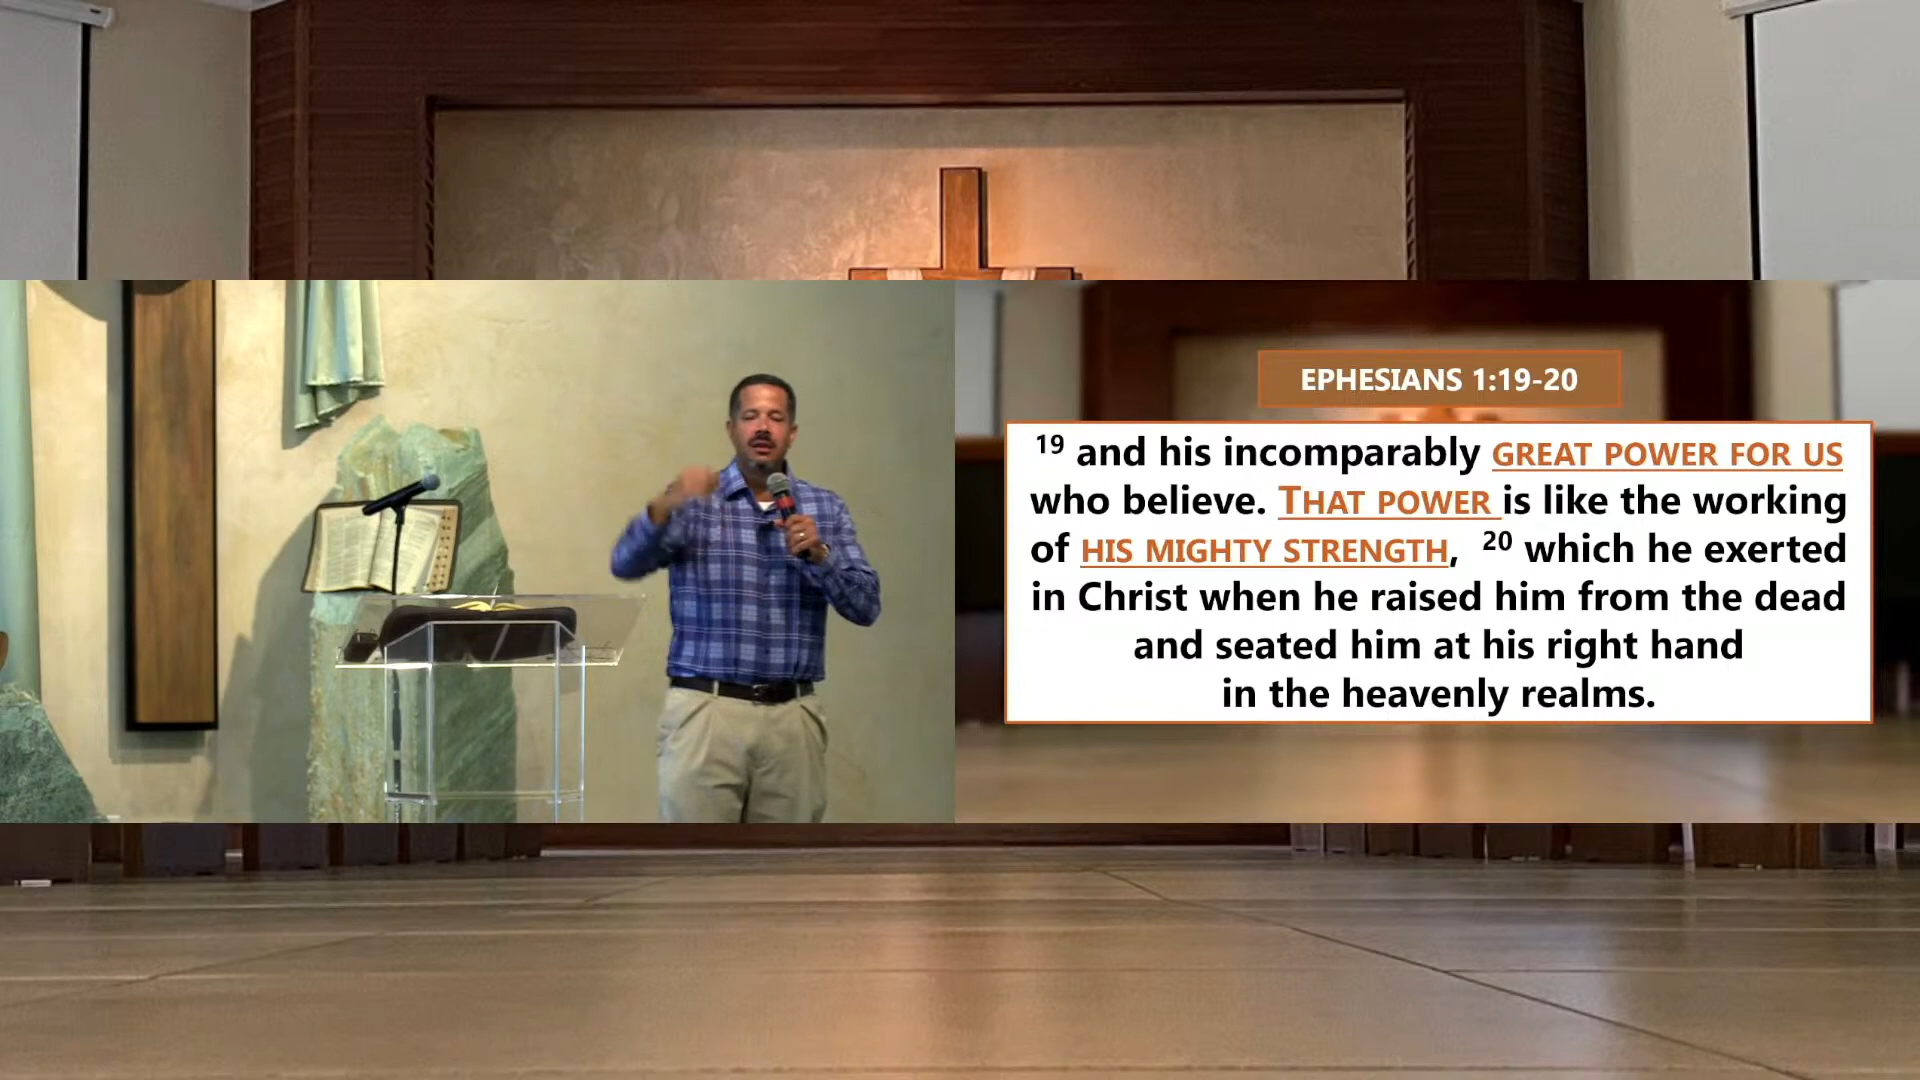 EPHESIANS 1:19-20
19 and his incomparably GREAT POWER FOR US
who believe. THAT POWER is like the working
of HIS MIGHTY STRENGTH, 20 which he exerted
in Christ when he raised him from the dead
and seated him at his right hand
in the heavenly realms.